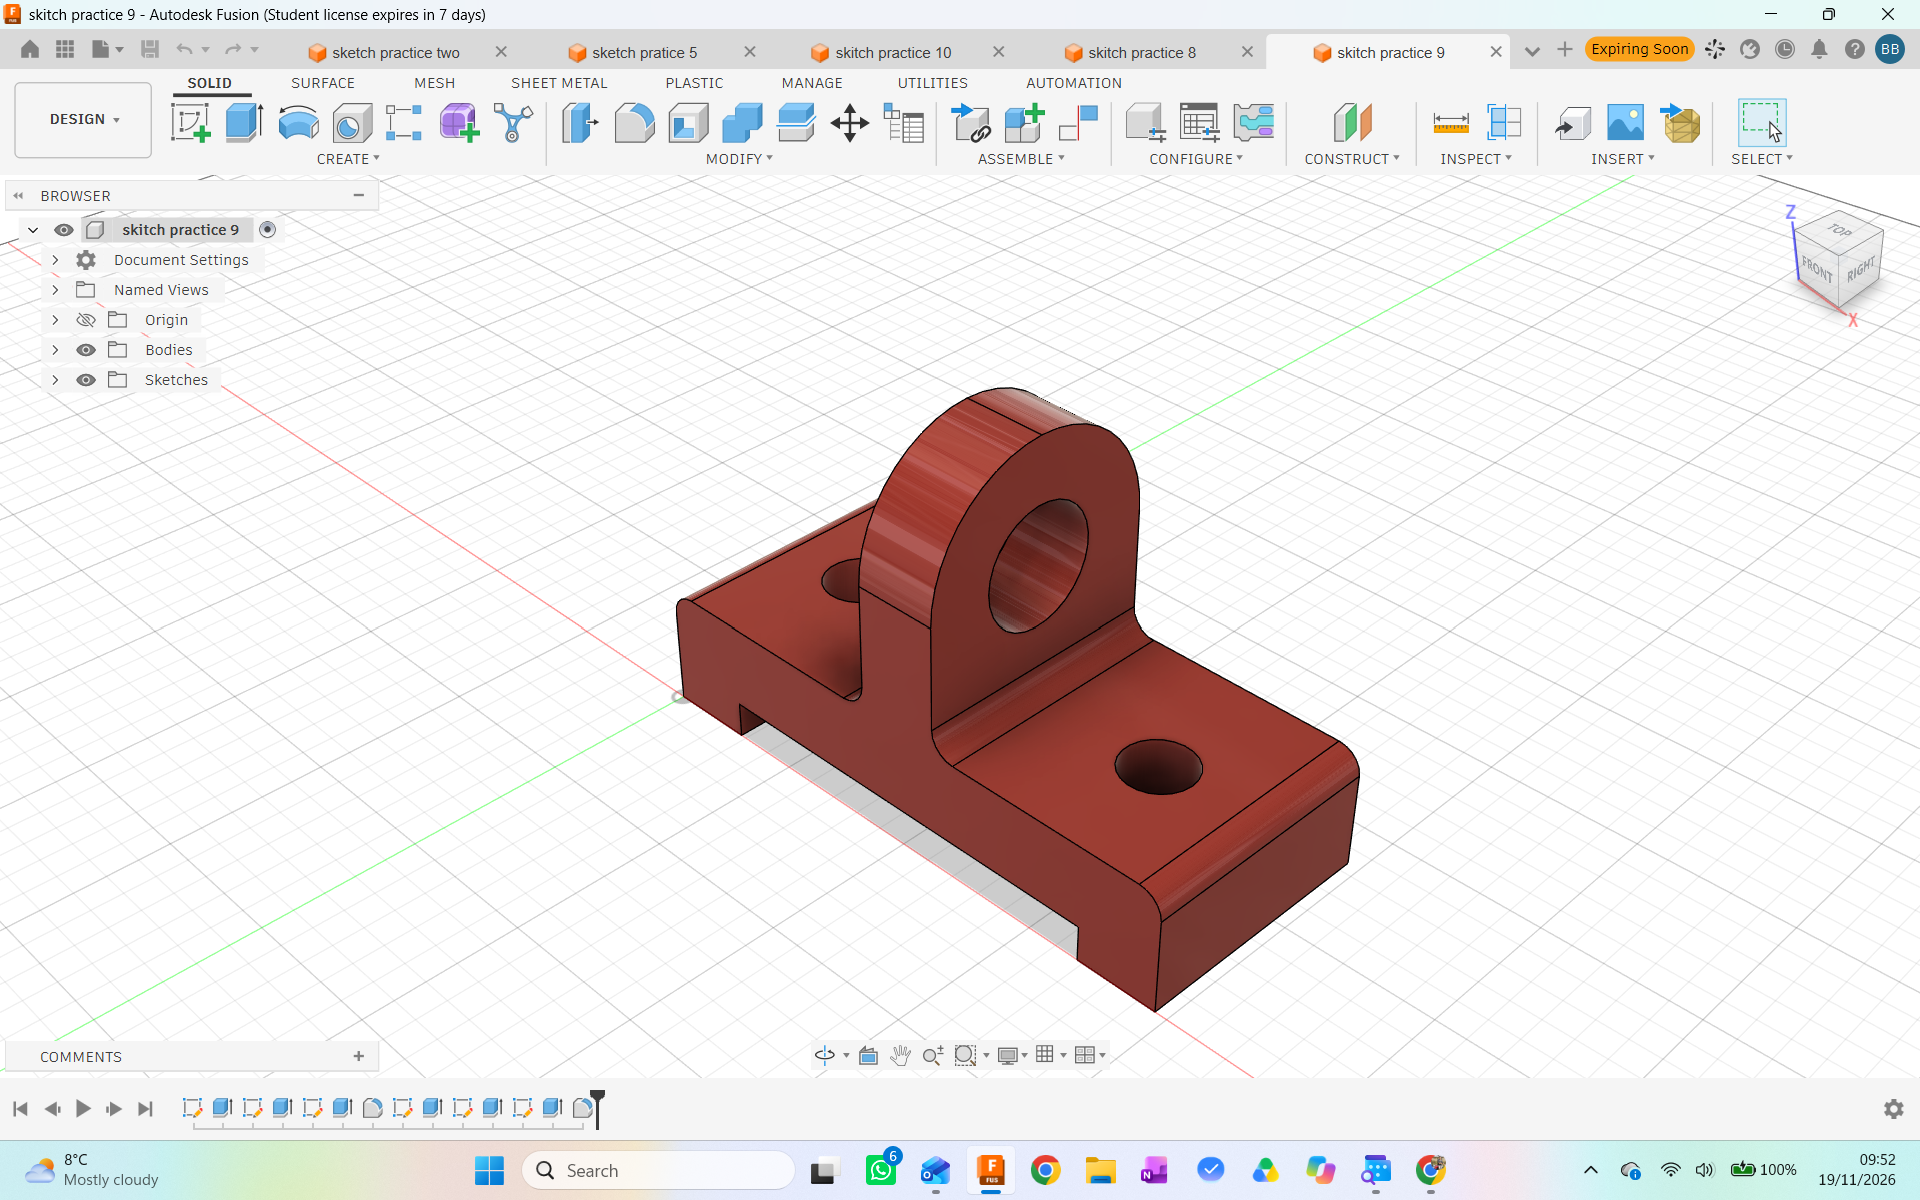 skitch practice 9 - Autodesk Fusion (Student license expires in 7 days)
sketch practice two
sketch pratice 5
skitch practice 10
skitch practice 8
skitch practice 9
Expiring Soon
BB
SOLID
SURFACE
MESH
SHEET METAL
PLASTIC
MANAGE
UTILITIES
AUTOMATION
DESIGN
CREATE
MODIFY
ASSEMBLE
CONFIGURE
CONSTRUCT
INSPECT
INSERT
SELECT
BROWSER
skitch practice 9
Document Settings
Named Views
Origin
Bodies
Sketches
Z
TOP
FRONT
RIGHT
X
COMMENTS
8°C
Mostly cloudy
Search
6
F
FUS
100%
09:52
19/11/2026